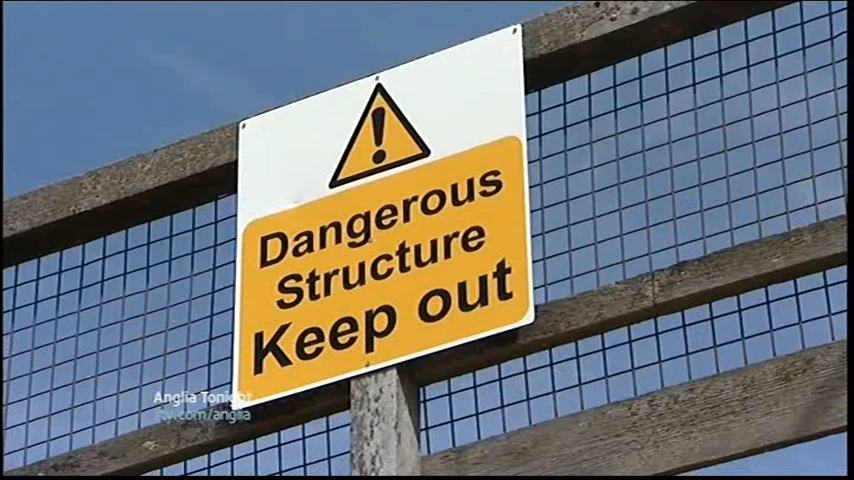 !
Dangerous
Structure
Keep out
Anglia Tonight
itv.com/anglia